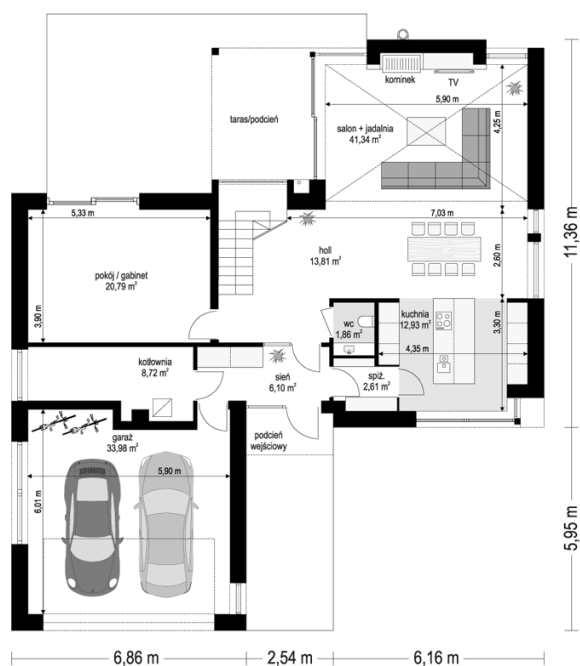 kominek
TV
5,90 m
4,25 m
taras/podcień
salon + jadalnia
41,34 m²
5,33 m
7,03 m
11,36 m
holl
13,81 m²
2,60 m
pokój / gabinet
20,79 m²
3,90 m
wc
1,86 m²
kuchnia
12,93 m²
3,30 m
4,35 m
kotłownia
8,72 m²
sień
6,10 m²
spiż.
2,61 m²
garaż
33,98 m²
podcień
wejściowy
5,90 m
6,01 m
5,95 m
6,86 m
2,54 m
6,16 m